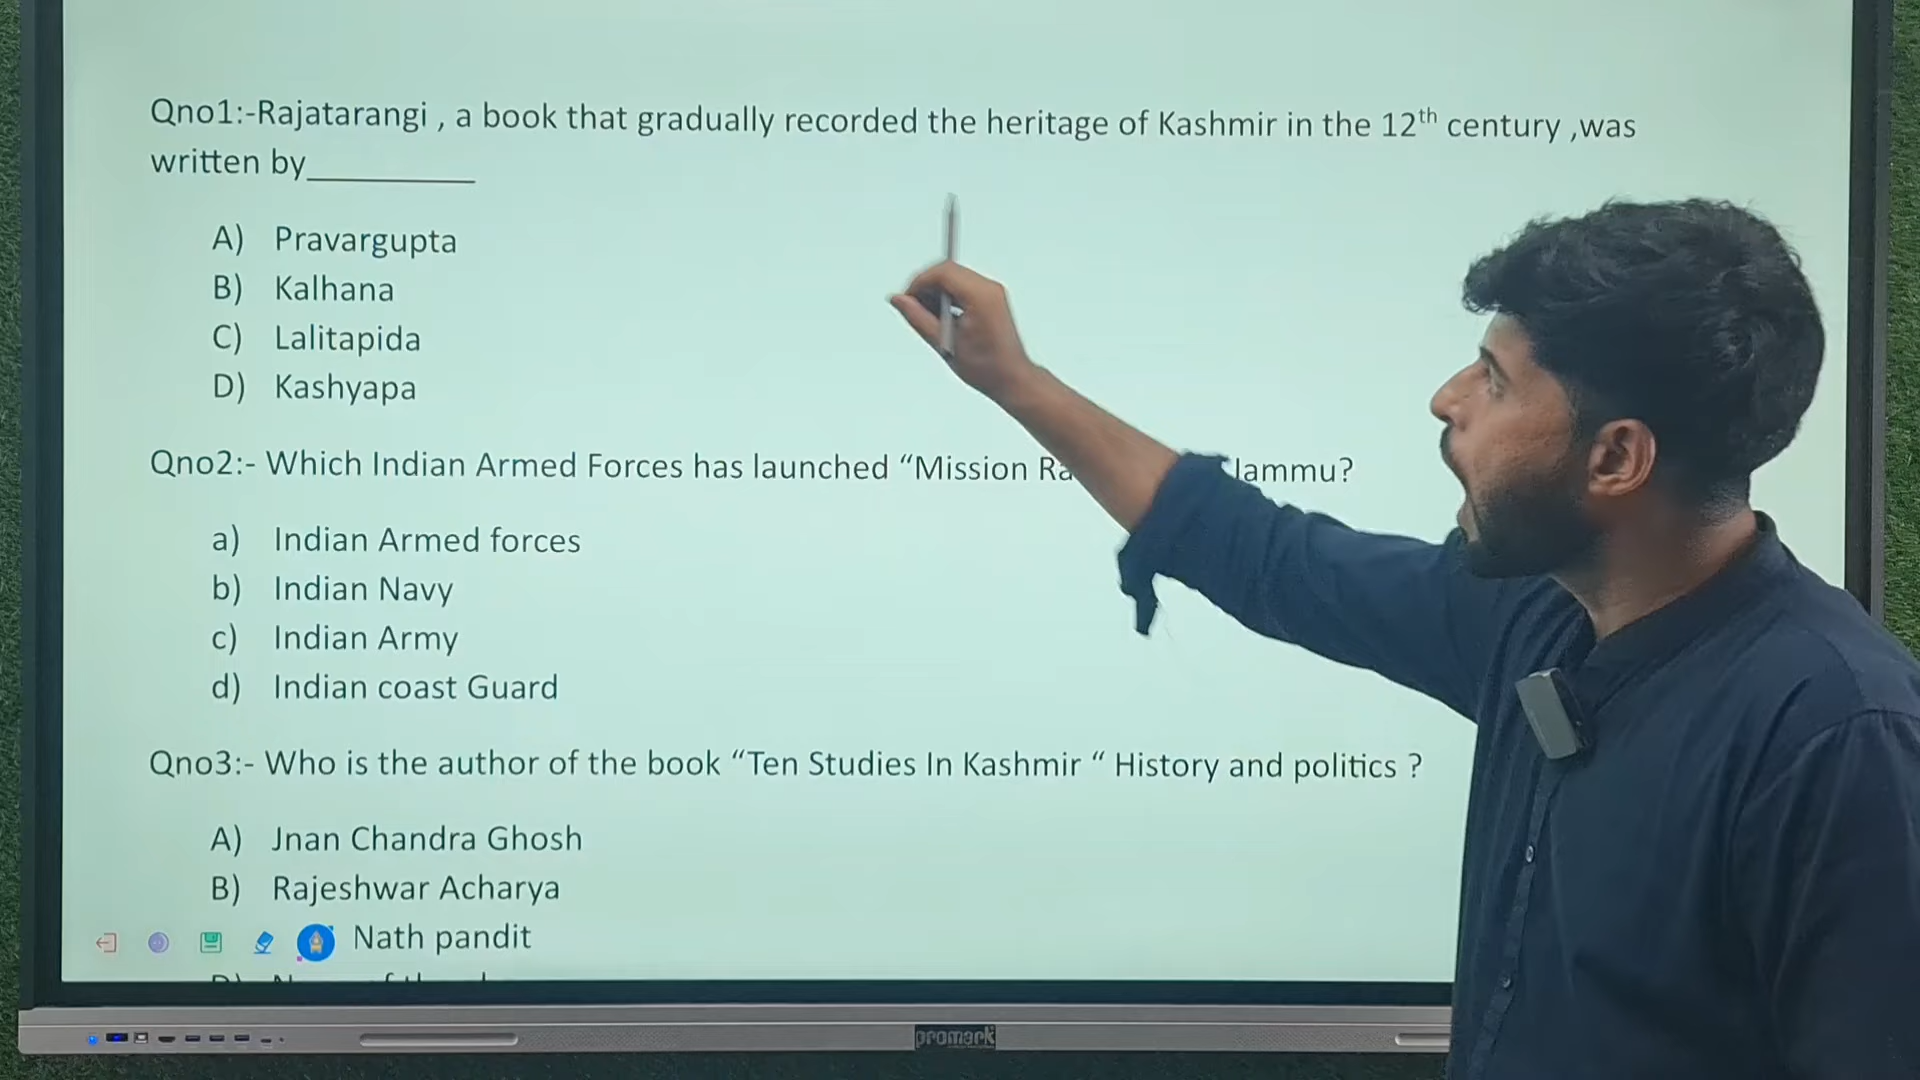 Qno1:-Rajatarangi , a book that gradually recorded the heritage of Kashmir in the 12th century ,was
written by__________
A) Pravargupta
B) Kalhana
C) Lalitapida
D) Kashyapa
Qno2:- Which Indian Armed Forces has launched “Mission Jammu?
a) Indian Armed forces
b) Indian Navy
c) Indian Army
d) Indian coast Guard
Qno3:- Who is the author of the book “Ten Studies In Kashmir “ History and politics ?
A) Jnan Chandra Ghosh
B) Rajeshwar Acharya
Nath pandit
promark